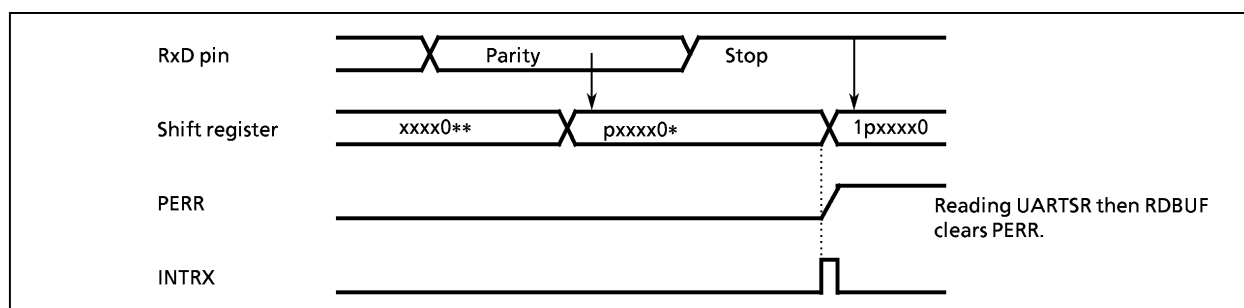 RxD pin Parity Stop
Shift register xxxx0** pxxxx0* 1pxxxx0
PERR
Reading UARTSR then RDBUF
clears PERR.
INTRX